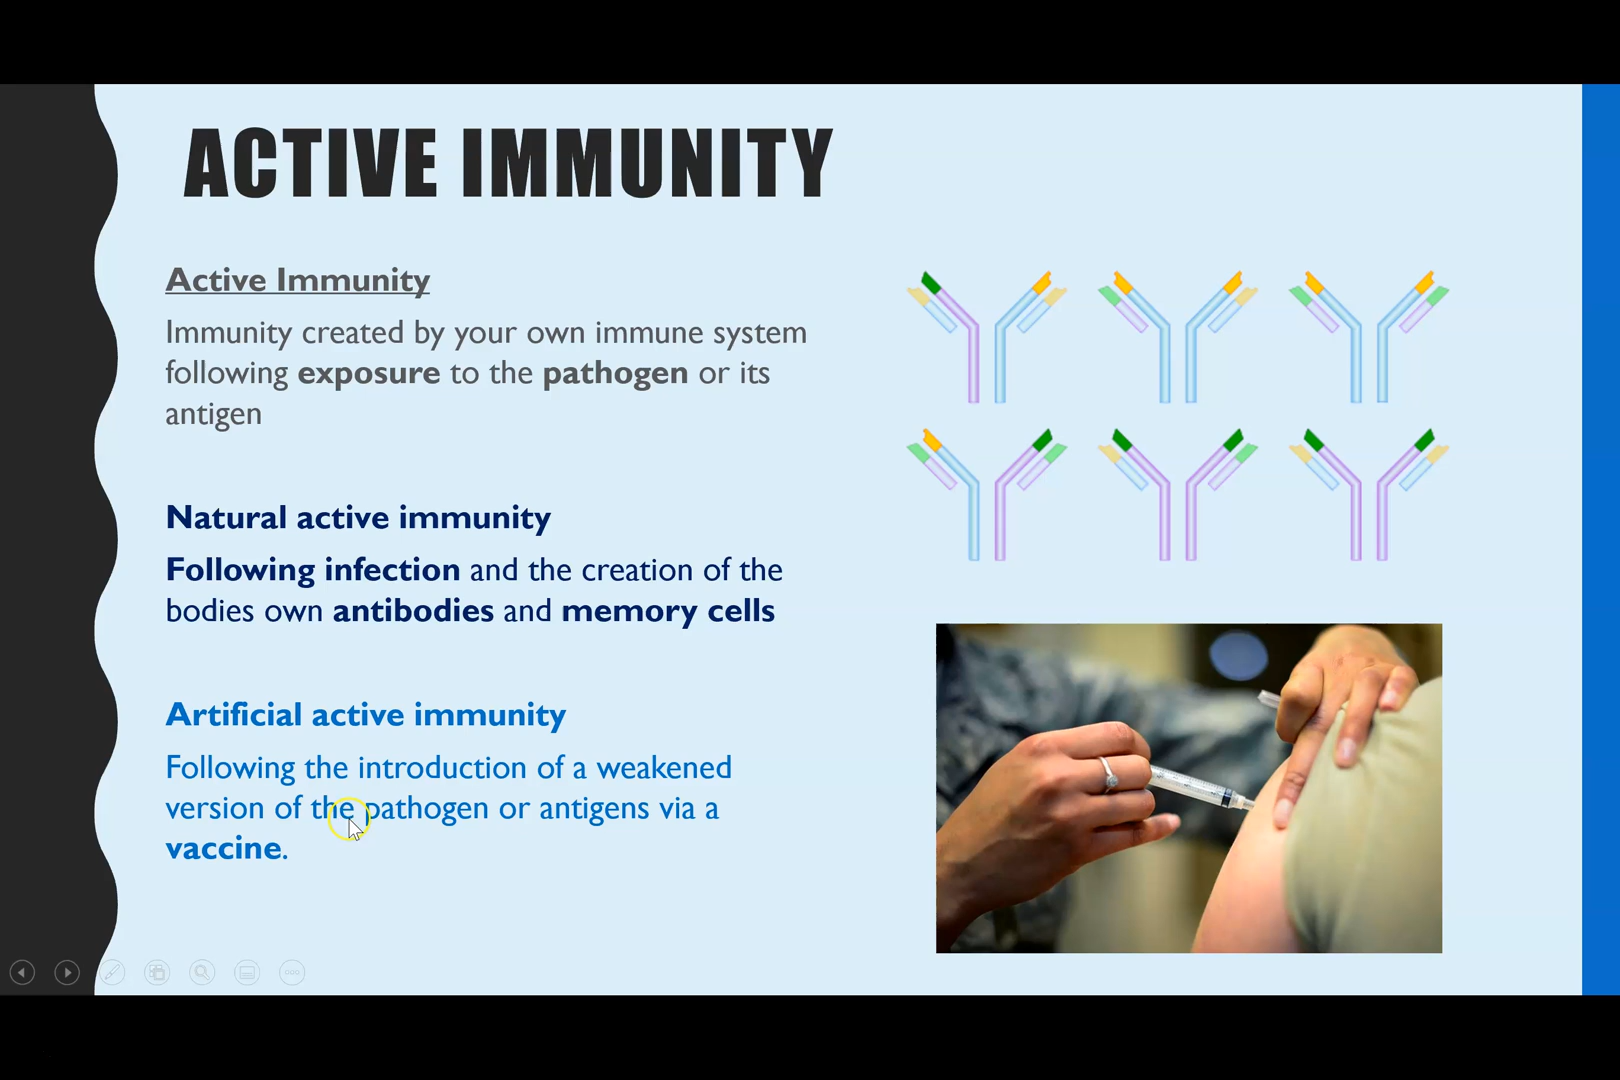 ACTIVE IMMUNITY
Active Immunity
Immunity created by your own immune system
following exposure to the pathogen or its
antigen
Natural active immunity
Following infection and the creation of the
bodies own antibodies and memory cells
Artificial active immunity
Following the introduction of a weakened
version of the pathogen or antigens via a
vaccine.